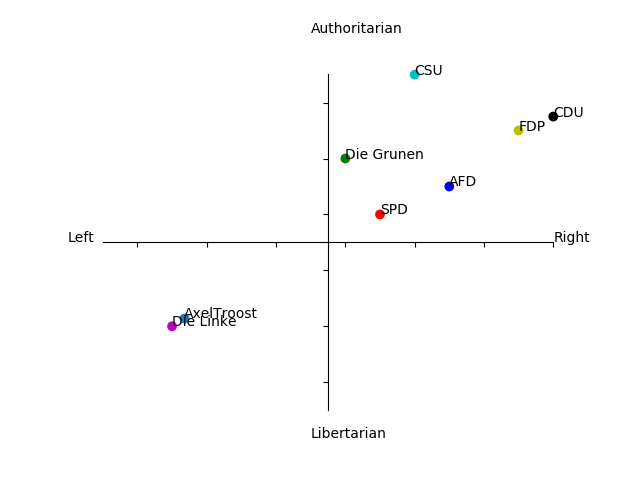 Authoritarian
CSU
CDU
FDP
Die Grunen
AFD
SPD
Left
Right
AxelTroost
Die Linke
Libertarian